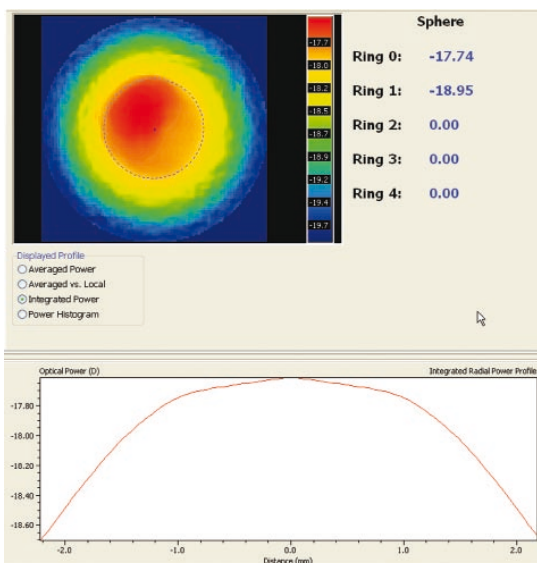 Sphere
Ring 0: -17.74
Ring 1: -18.95
Ring 2: 0.00
Ring 3: 0.00
Ring 4: 0.00
-17.7
-18.0
-18.2
-18.5
-18.7
-18.9
-19.2
-19.4
-19.7
Displayed Profile
Averaged Power
Averaged vs. Local
Integrated Power
Power Histogram
Optical Power (D) Integrated Radial Power Profile
-17.80
-18.00
-18.20
-18.40
-18.60
-2.0 -1.0 0.0 1.0 2.0
Distance (mm)